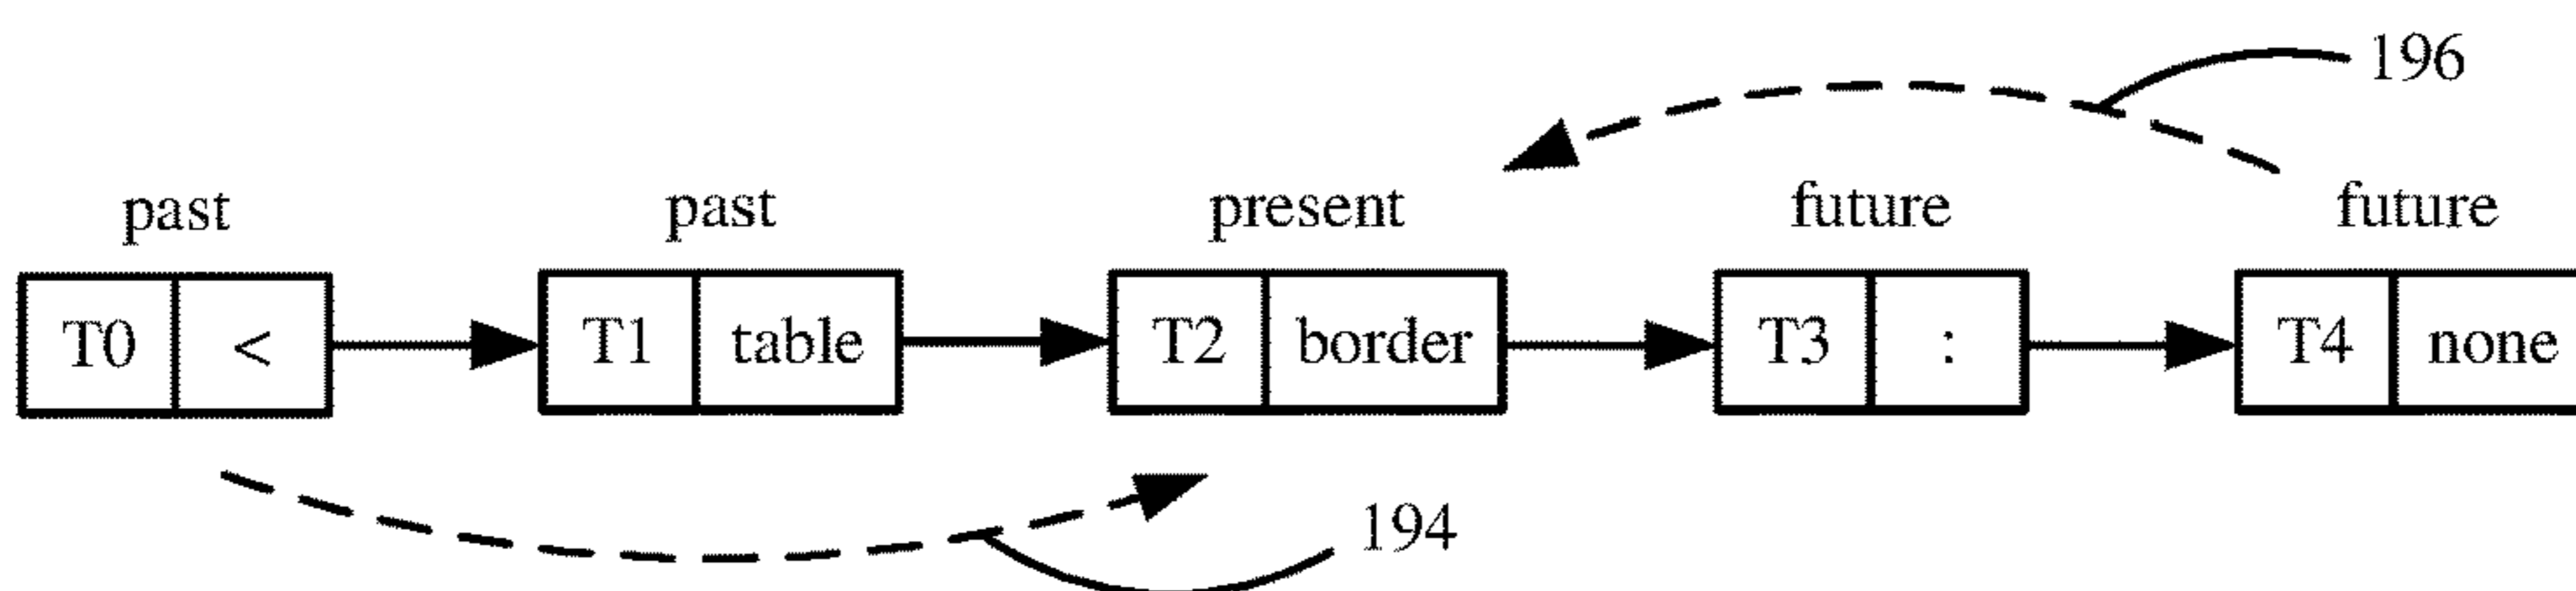 196
past past present future future
T0 < T1 table T2 border T3 : T4 none
194